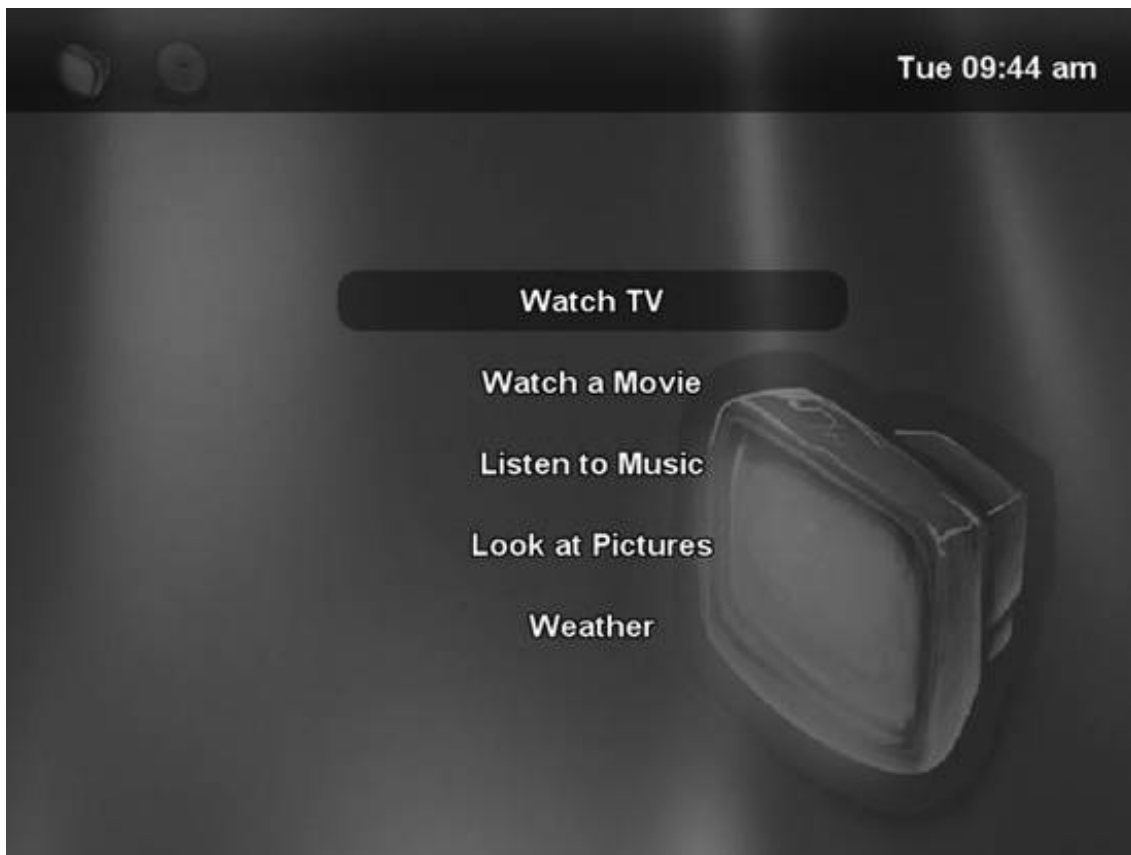 Tue 09:44 am
Watch TV
Watch a Movie
Listen to Music
Look at Pictures
Weather